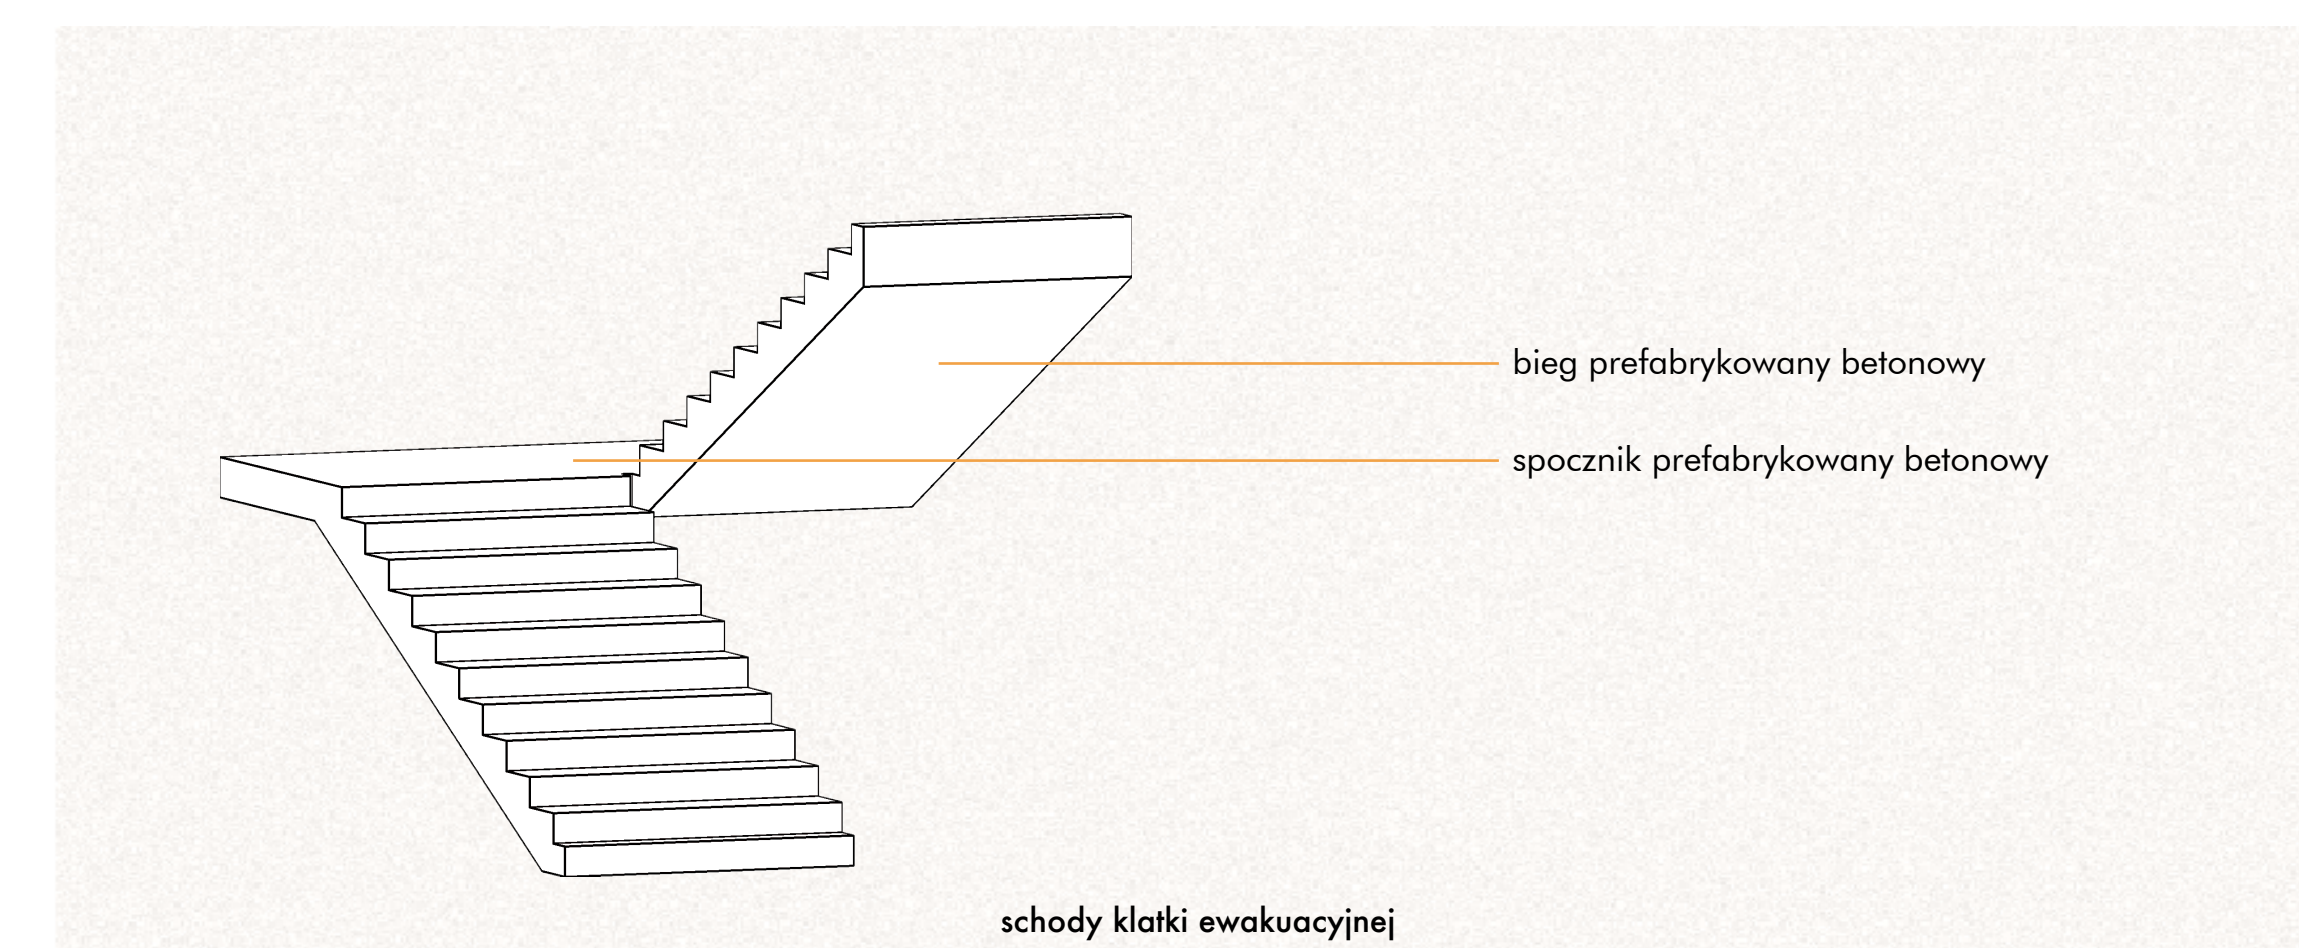 bieg prefabrykowany betonowy
spocznik prefabrykowany betonowy
schody klatki ewakuacyjnej